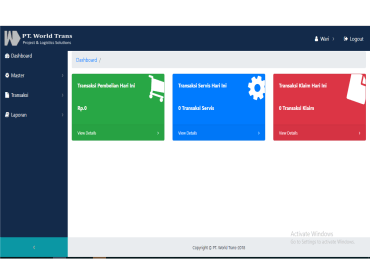 PT. World Trans
Project & Logistics Solutions
Wari
Logout
Dashboard
Dashboard /
Master
Transaksi
Laporan
Transaksi Pembelian Hari Ini
Rp.0
View Details
Transaksi Servis Hari Ini
0 Transaksi Servis
View Details
Transaksi Klaim Hari Ini
0 Transaksi Klaim
View Details
Activate Windows
Go to Settings to activate Windows.
Copyright © PT. World Trans